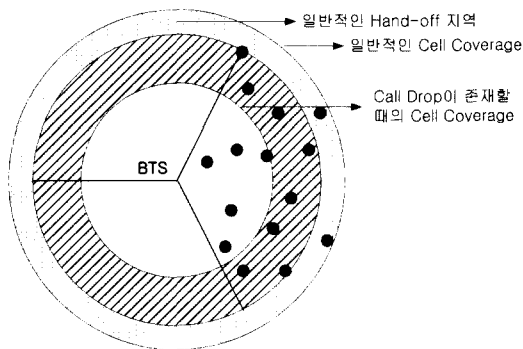 일반적인 Hand-off 지역
일반적인 Cell Coverage
Call Drop이 존재할
때의 Cell Coverage
BTS